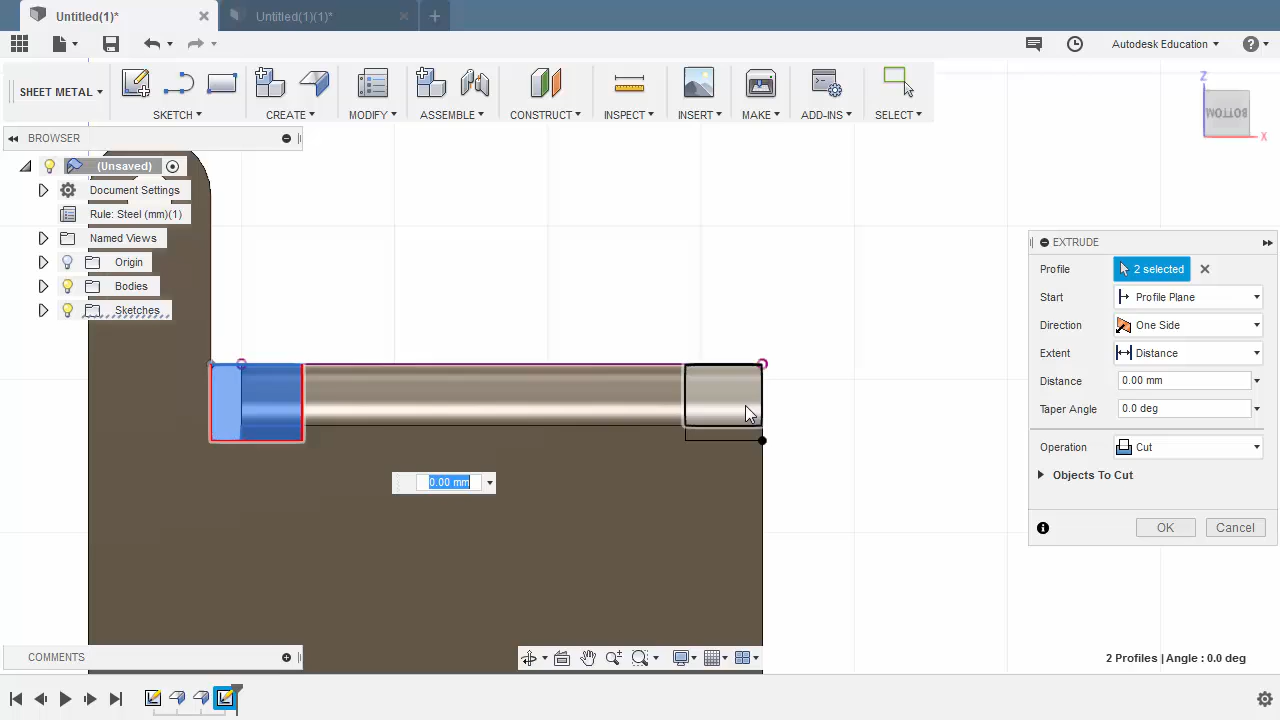 Untitled(1)*
Untitled(1)(1)*
Autodesk Education
SHEET METAL
SKETCH
CREATE
MODIFY
ASSEMBLE
CONSTRUCT
INSPECT
INSERT
MAKE
ADD-INS
SELECT
Z
BOTTOM
X
BROWSER
(Unsaved)
Document Settings
Rule: Steel (mm)(1)
Named Views
Origin
Bodies
Sketches
EXTRUDE
Profile 2 selected
Start Profile Plane
Direction One Side
Extent Distance
Distance 0.00 mm
Taper Angle 0.0 deg
Operation Cut
Objects To Cut
OK Cancel
0.00 mm
COMMENTS
2 Profiles | Angle : 0.0 deg